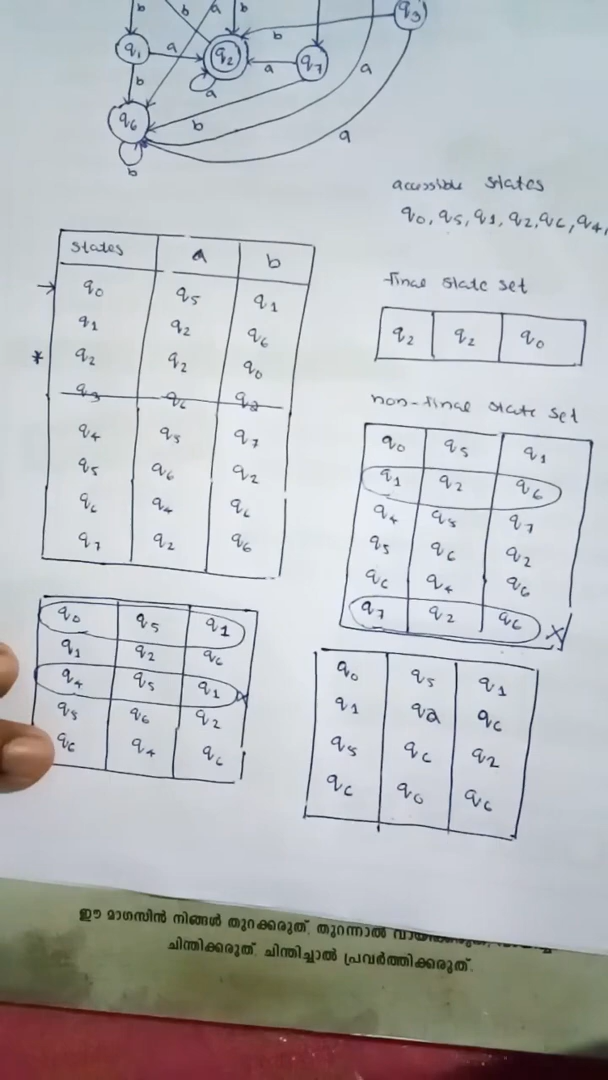 b b a b q3
b
q1 a q2 a q7
b a a
q6 b
a
b
accessible states
q0, q5, q1, q2, q6, q4,
states a b
→ q0 q5 q1
q1 q2 q6
* q2 q2 q0
q3 q6 q2
q4 q5 q7
q5 q6 q2
q6 q4 q6
q7 q2 q6
final state set
q2 q2 q0
non-final state set
q0 q5 q1
q1 q2 q6
q4 q5 q7
q5 q6 q2
q6 q4 q6
q7 q2 q6 X
q0 q5 q1
q1 q2 q6
q4 q5 q1 x
q5 q6 q2
q6 q4 q6
q0 q5 q1
q1 q2 q6
q5 q6 q2
q6 q0 q6
ഈ മാഗസിൻ നിങ്ങൾ തുറക്കരുത്. തുറന്നാൽ
ചിന്തിക്കരുത്. ചിന്തിച്ചാൽ പ്രവർത്തിക്കരുത്.